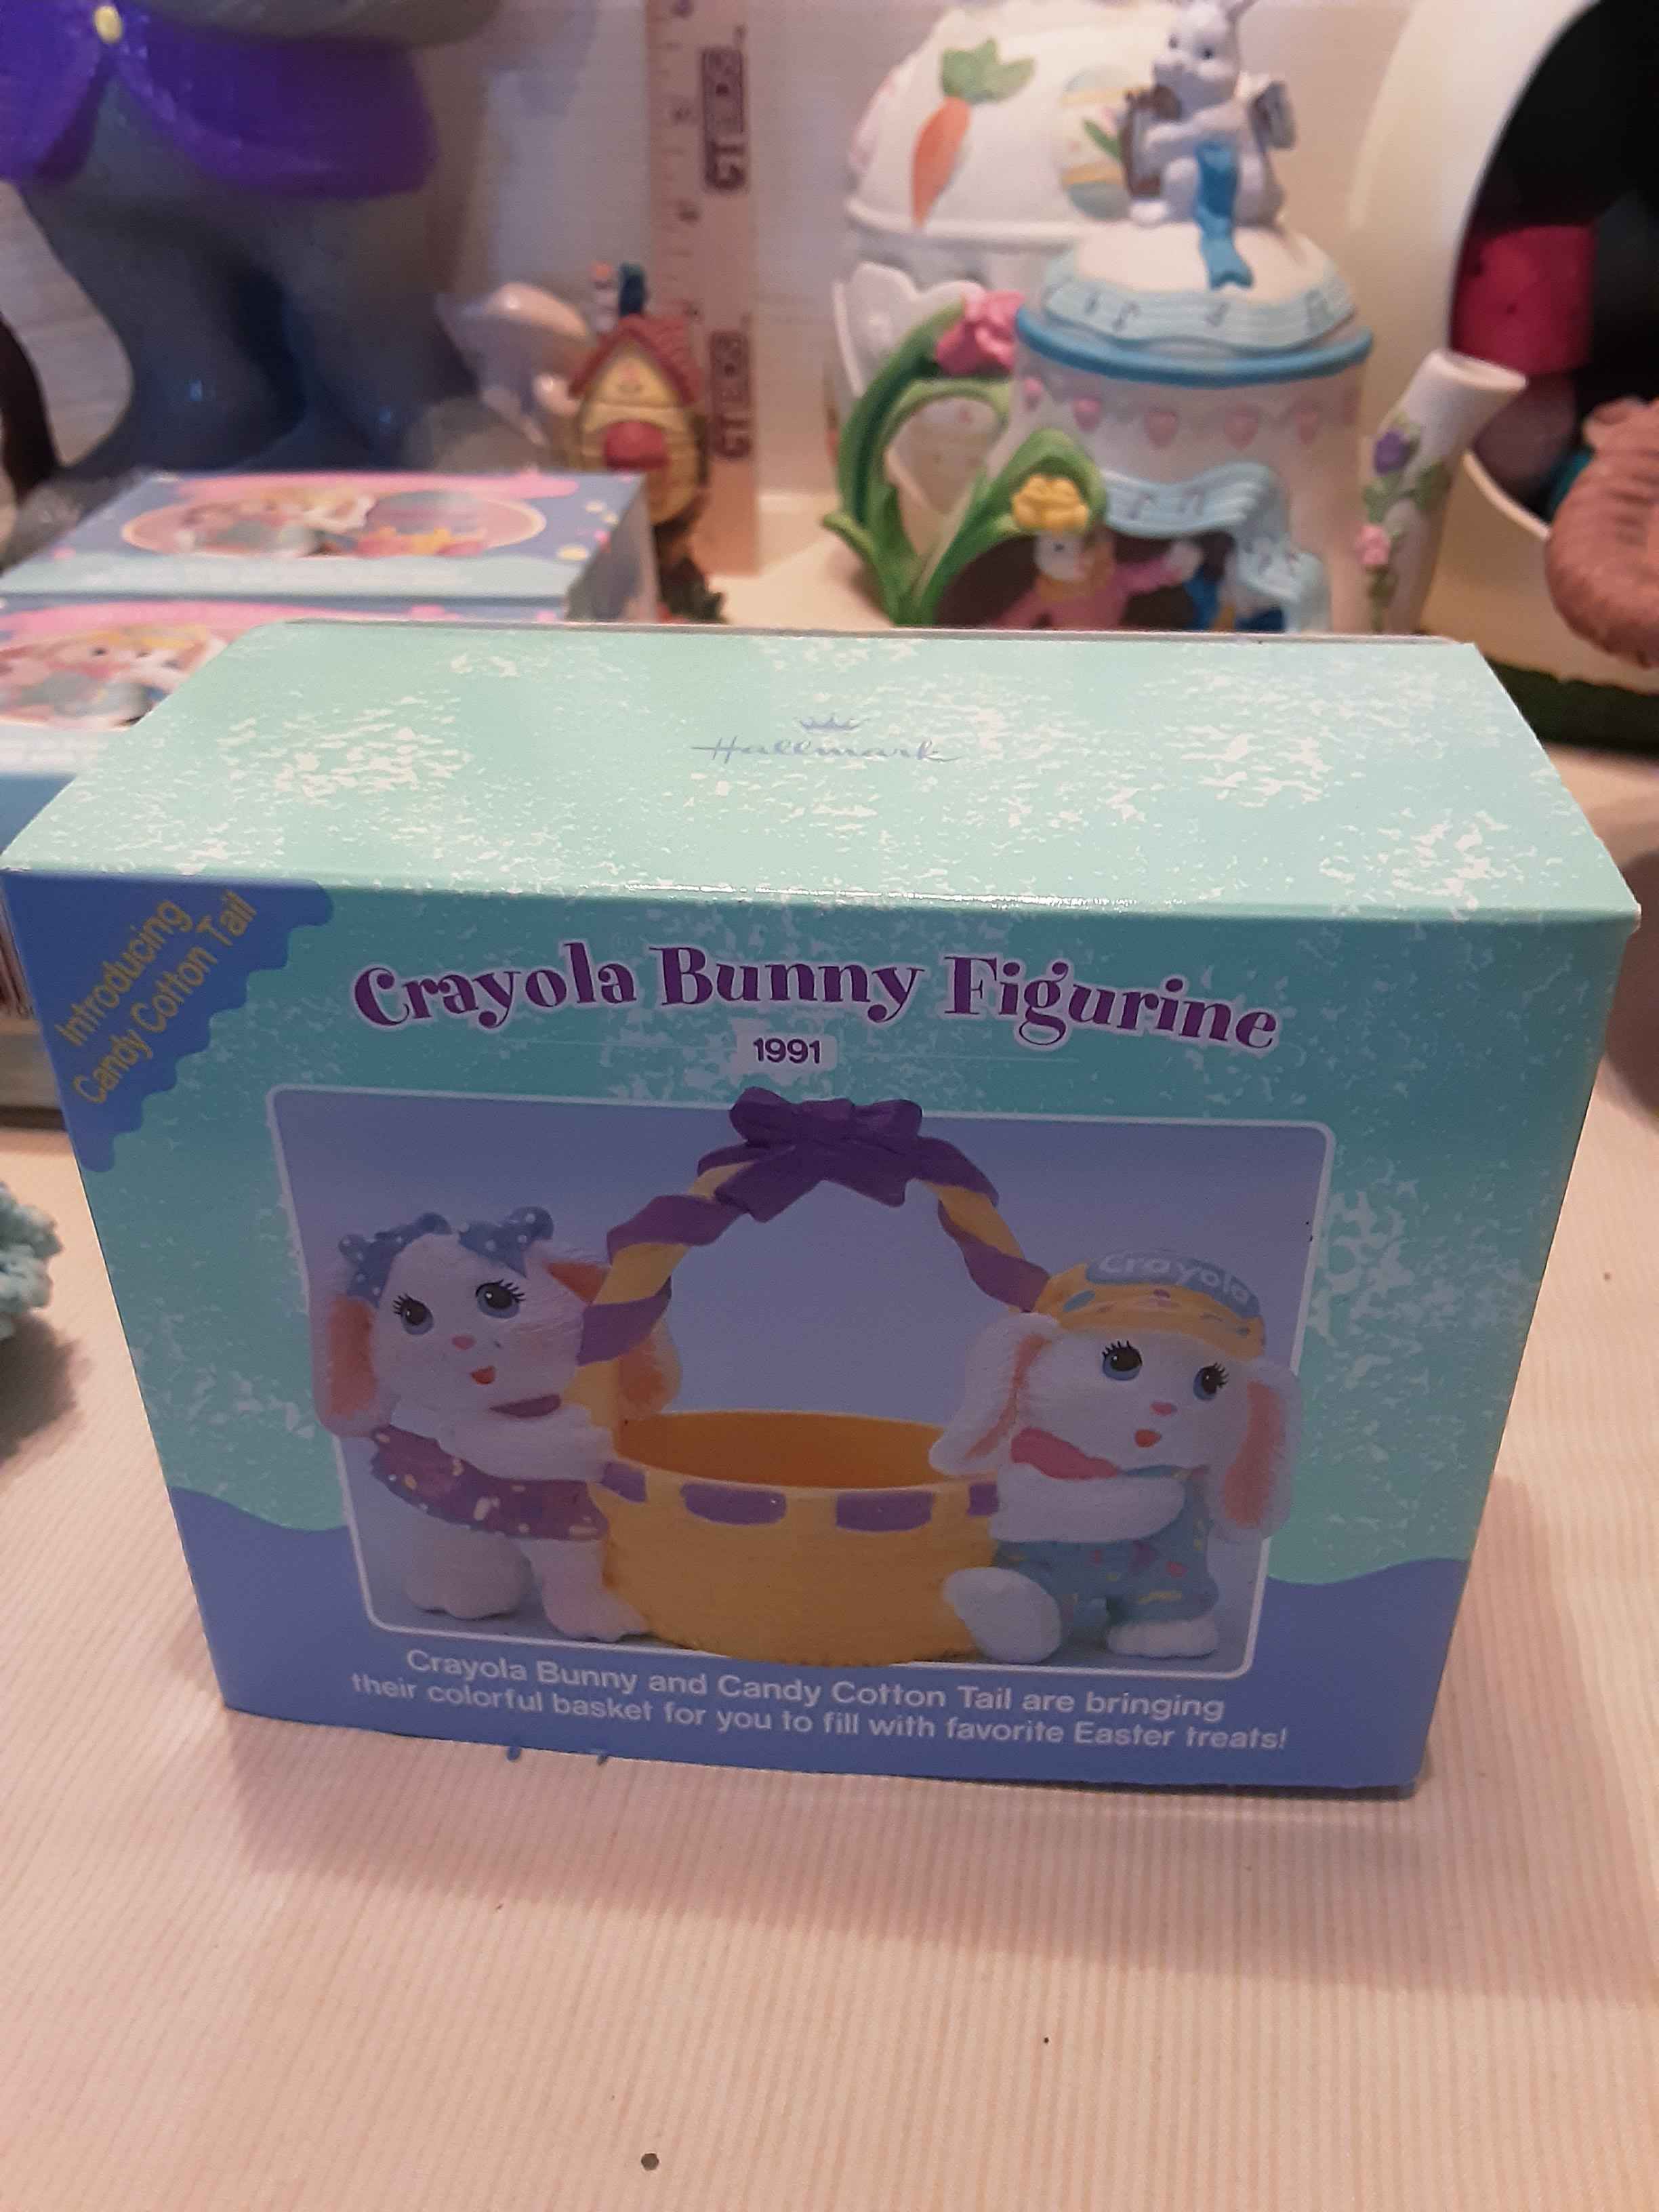 Hallmark
Introducing
Candy Cotton Tail
Crayola Bunny Figurine
1991
Crayola
Crayola Bunny and Candy Cotton Tail are bringing
their colorful basket for you to fill with favorite Easter treats!